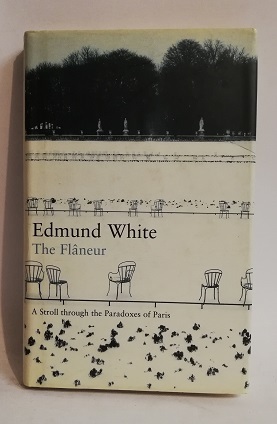 Edmund White
The Flâneur
A Stroll through the Paradoxes of Paris